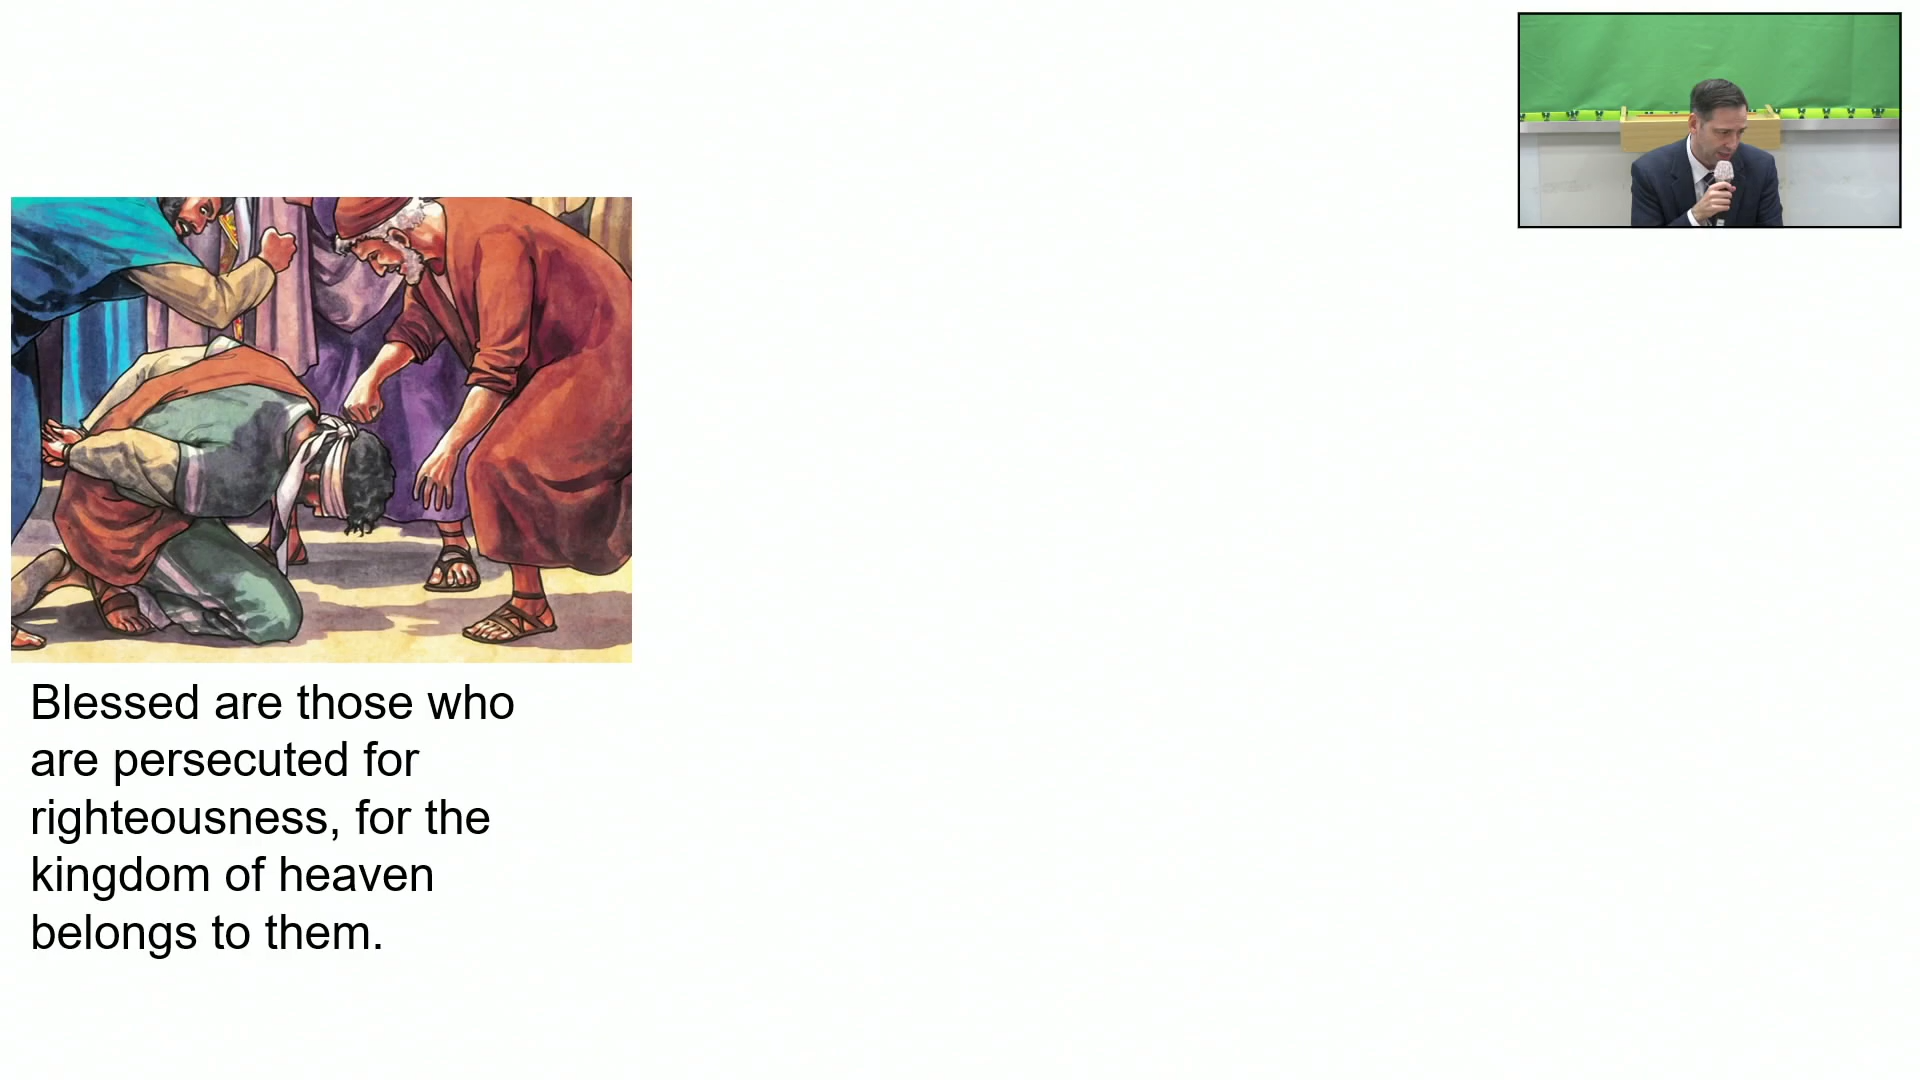 Blessed are those who
are persecuted for
righteousness, for the
kingdom of heaven
belongs to them.